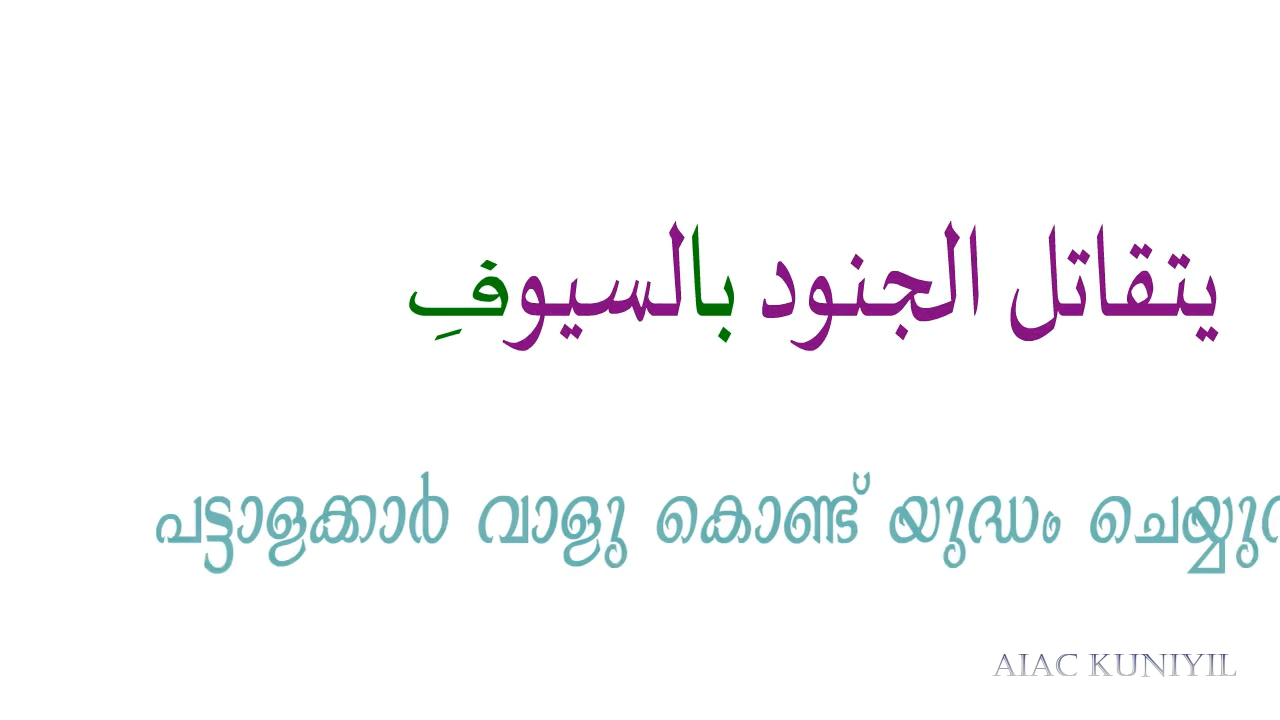 يتقاتل الجنود بالسيوفِ
പട്ടാളക്കാർ വാളു കൊണ്ട് യുദ്ധം
AIAC KUNIYIL